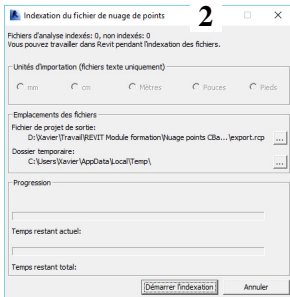 Indexation du fichier de nuage de points
2
Fichiers d'analyse indexés: 0, non indexés: 0
Vous pouvez travailler dans Revit pendant l'indexation des fichiers.
Unités d'importation (fichiers texte uniquement)
mm cm Mètres Pouces Pieds
Emplacements des fichiers
Fichier de projet de sortie:
D:\Xavier\Travail\REVIT Module formation\Nuage points CBa...\export.rcp ...
Dossier temporaire:
C:\Users\Xavier\AppData\Local\Temp\ ...
Progression
Temps restant actuel:
Temps restant total:
Démarrer l'indexation Annuler